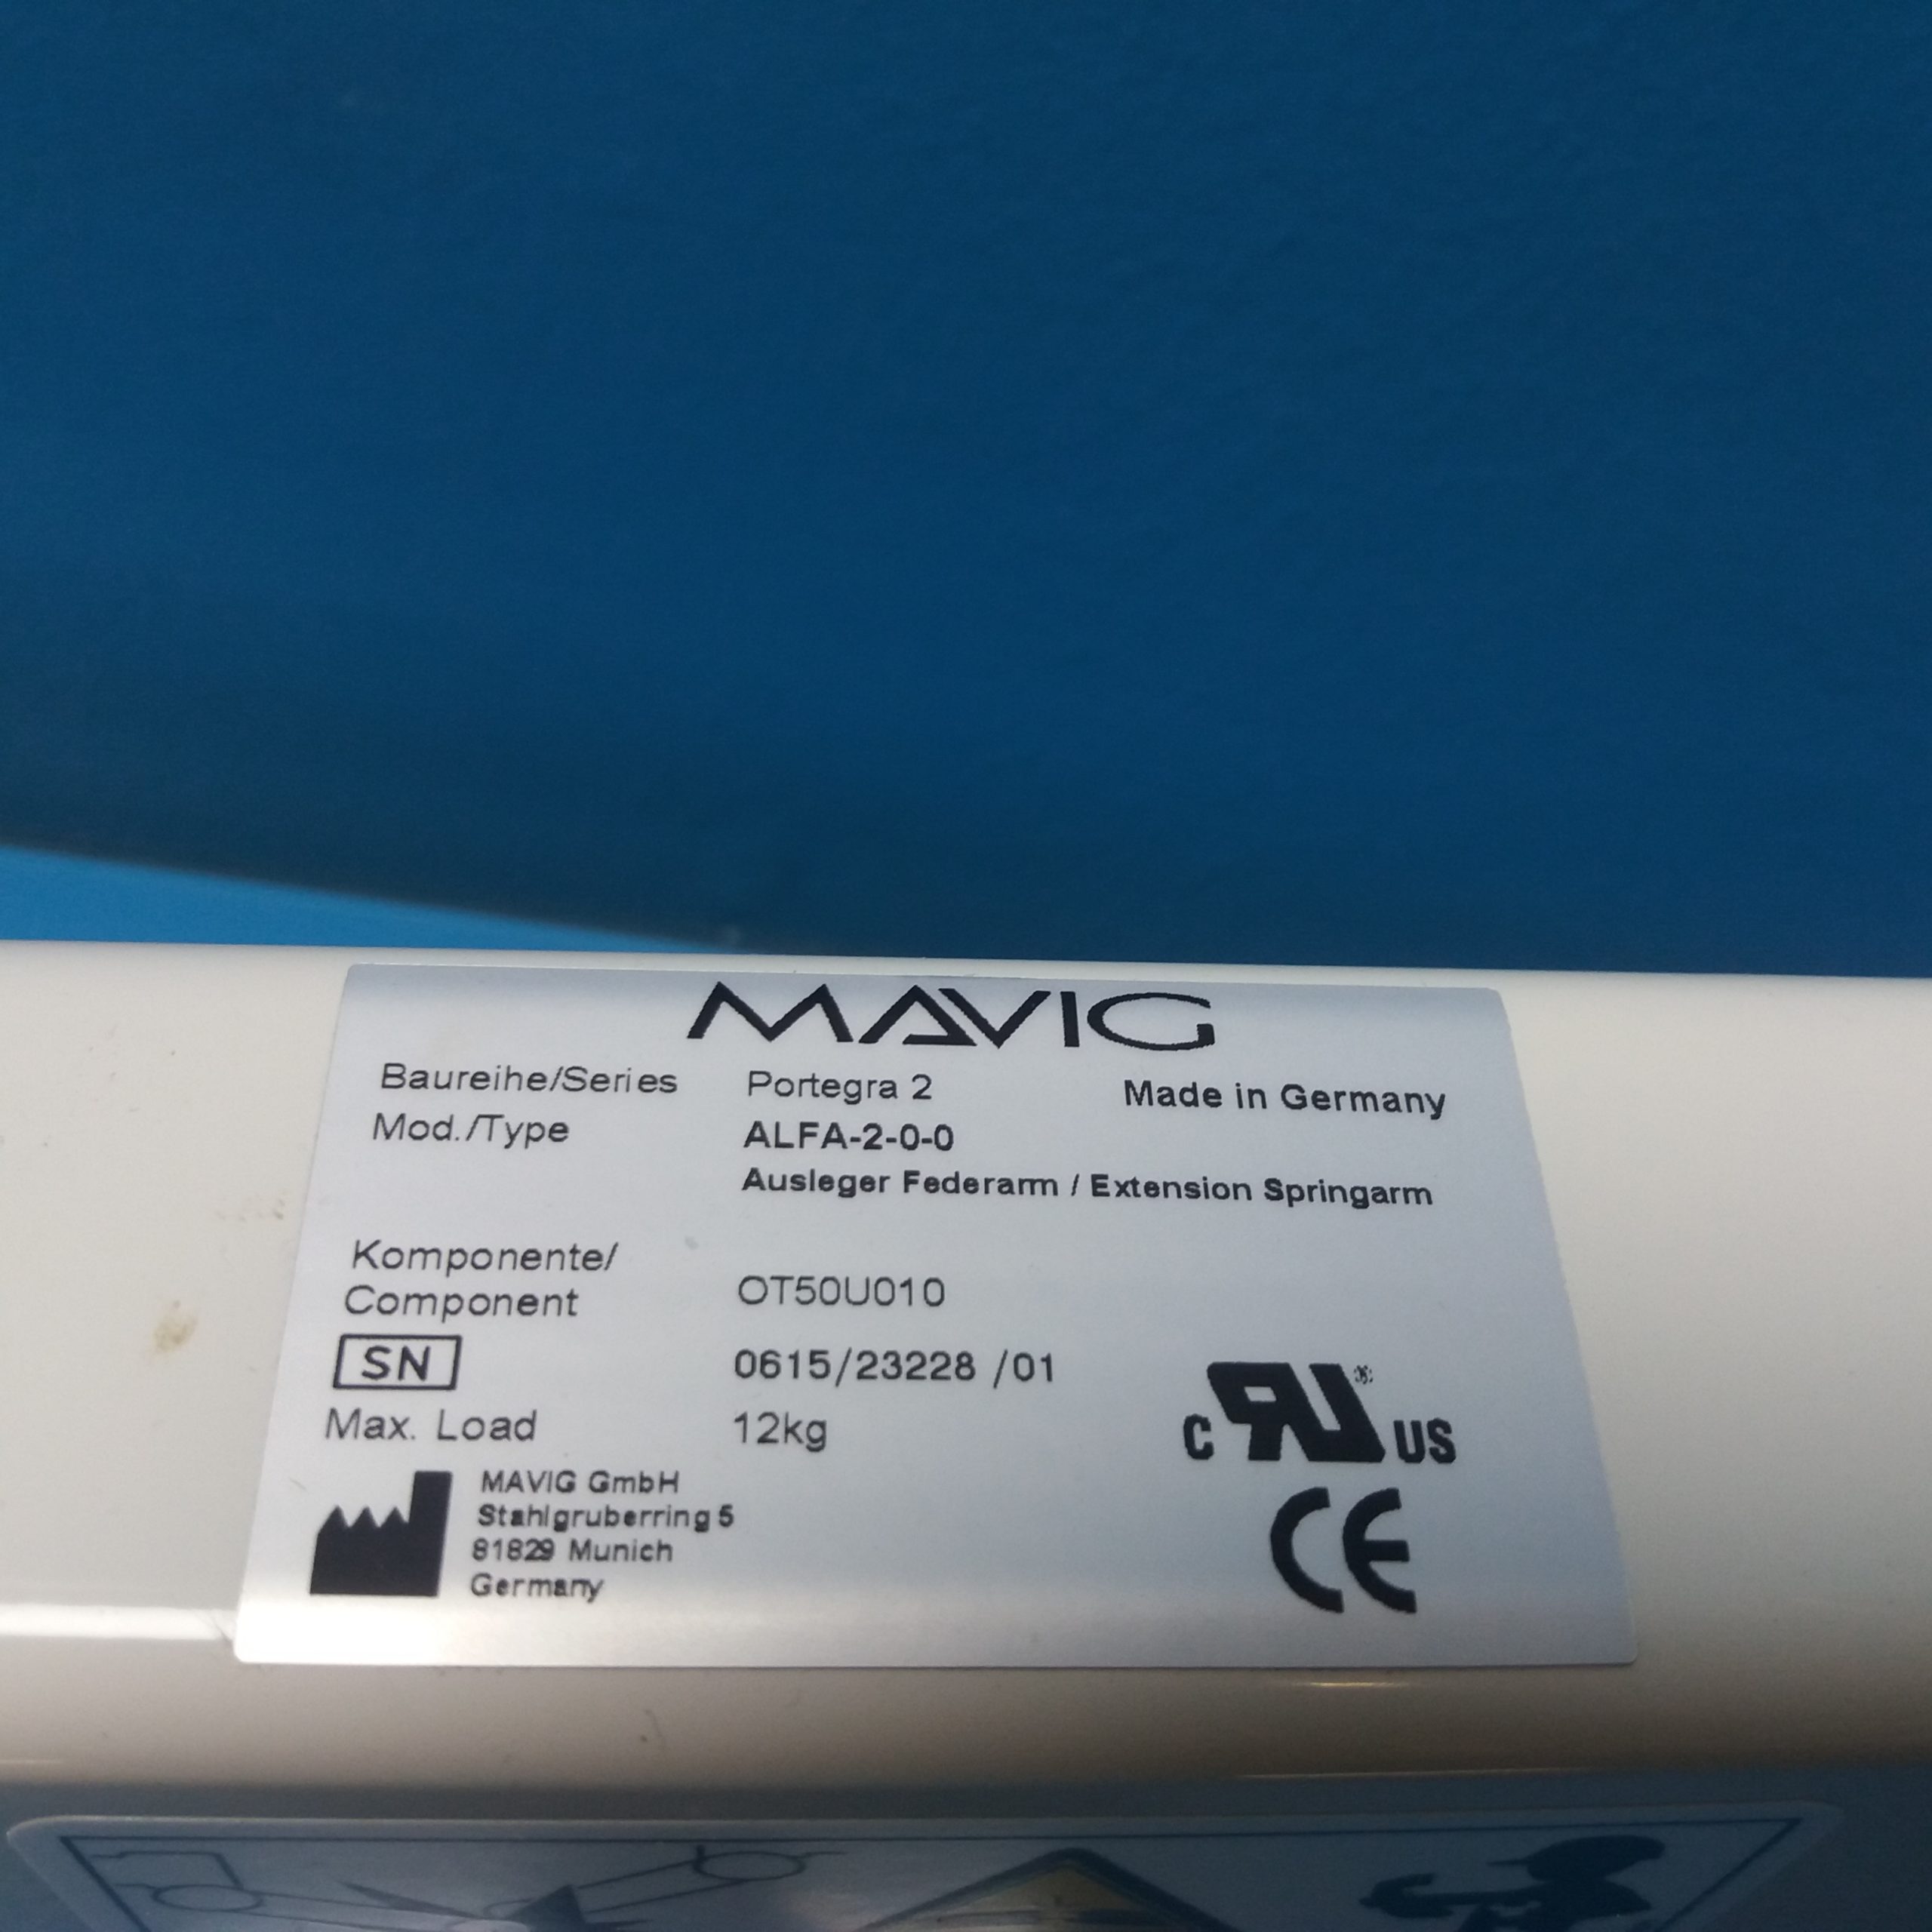 MAVIG
Baureihe/Series Portegra 2 Made in Germany
Mod./Type ALFA-2-0-0
Ausleger Federarm / Extension Springarm
Komponente/
Component OT50U010
SN 0615/23228 /01
Max. Load 12kg
MAVIG GmbH
Stahlgruberring 5
81829 Munich
Germany
c RU US
CE